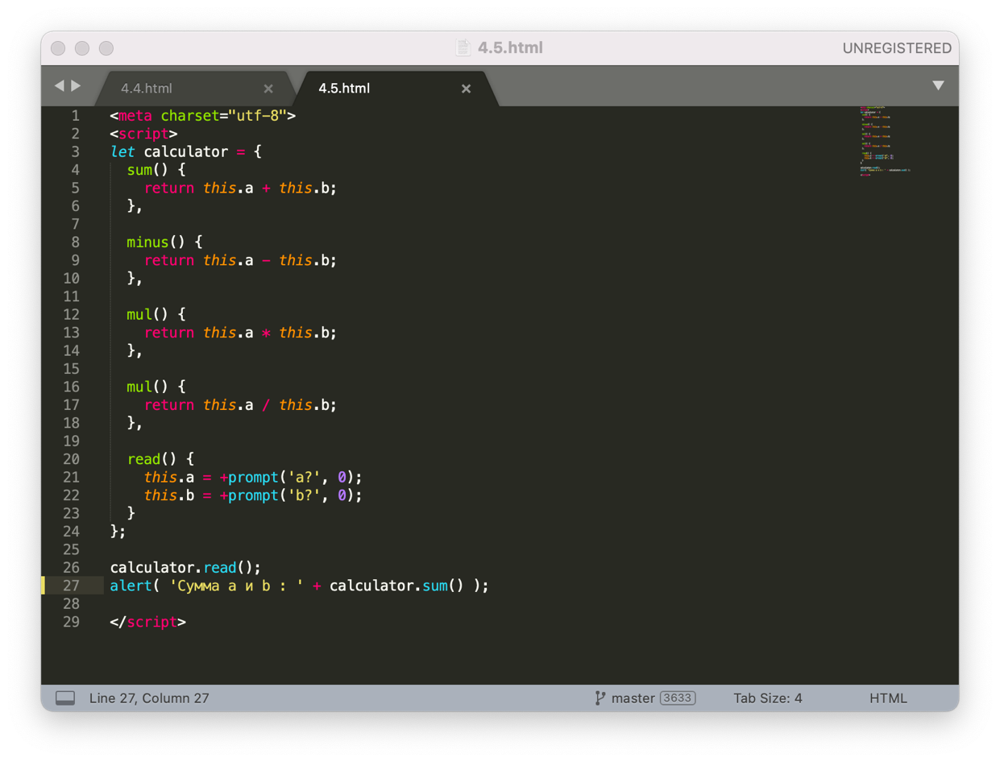 4.5.html
UNREGISTERED
4.4.html
4.5.html
1 <meta charset="utf-8">
2 <script>
3 let calculator = {
4   sum() {
5     return this.a + this.b;
6   },
7
8   minus() {
9     return this.a - this.b;
10   },
11
12   mul() {
13     return this.a * this.b;
14   },
15
16   mul() {
17     return this.a / this.b;
18   },
19
20   read() {
21     this.a = +prompt('a?', 0);
22     this.b = +prompt('b?', 0);
23   }
24 };
25
26 calculator.read();
27 alert( 'Сумма a и b : ' + calculator.sum() );
28
29 </script>
Line 27, Column 27
master 3633
Tab Size: 4
HTML